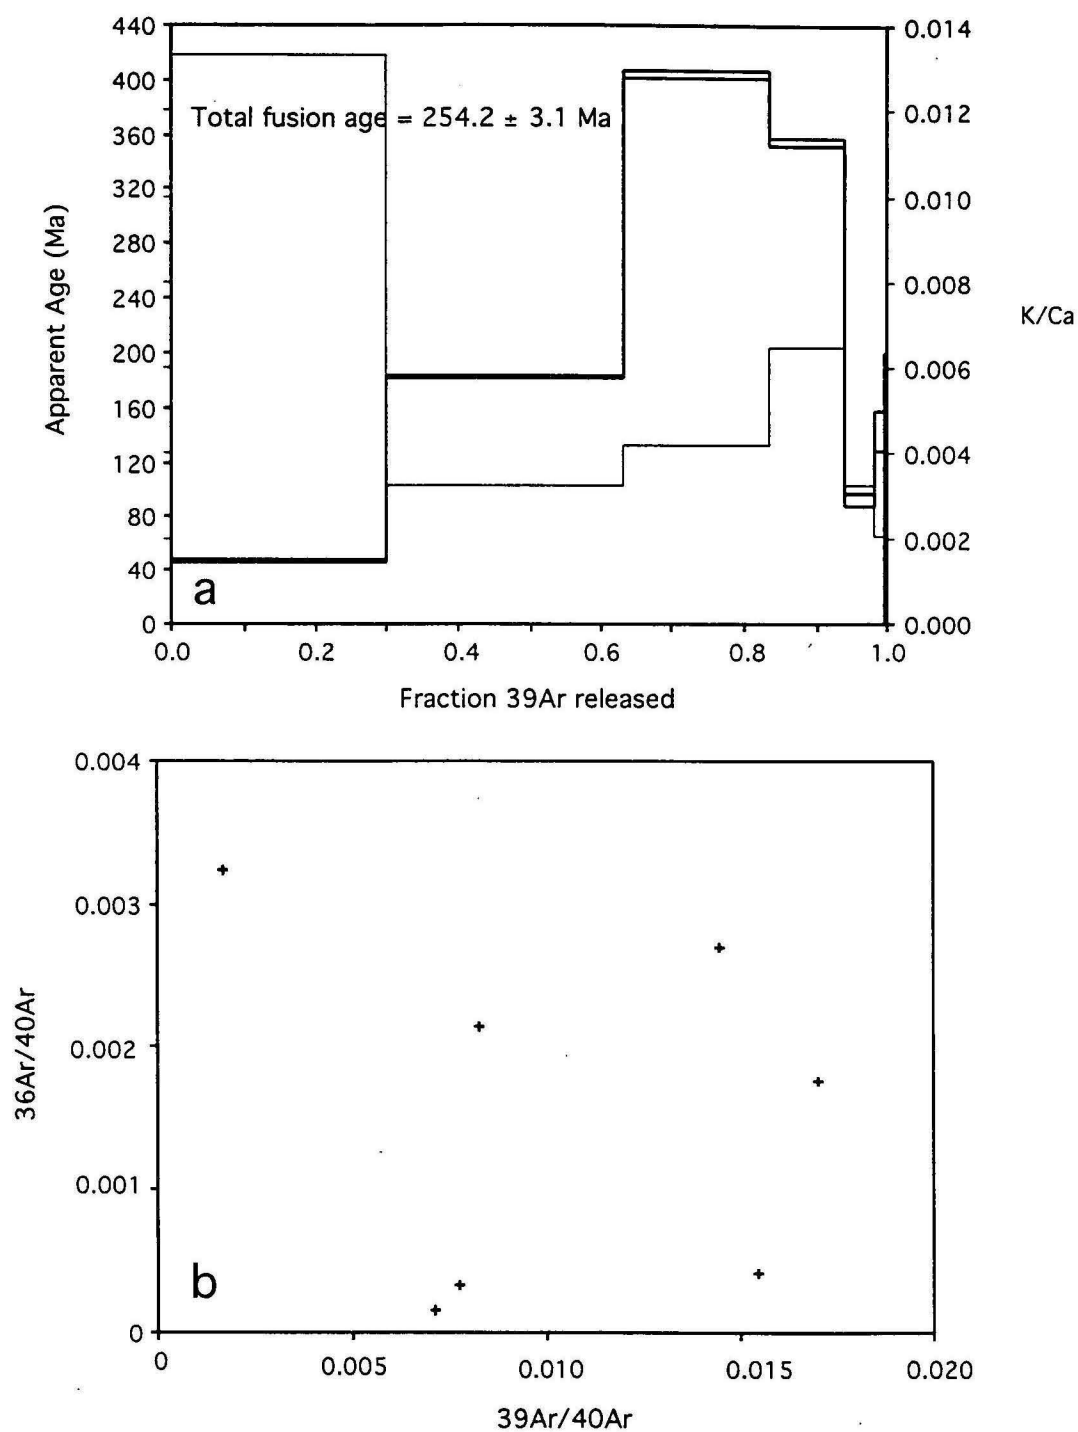 440
400
360
320
280
240
200
160
120
80
40
0
Apparent Age (Ma)
Total fusion age = 254.2 ± 3.1 Ma
a
0.014
0.012
0.010
0.008
0.006
0.004
0.002
0.000
K/Ca
0.0 0.2 0.4 0.6 0.8 1.0
Fraction 39Ar released
0.004
0.003
0.002
0.001
0
36Ar/40Ar
b
0 0.005 0.010 0.015 0.020
39Ar/40Ar